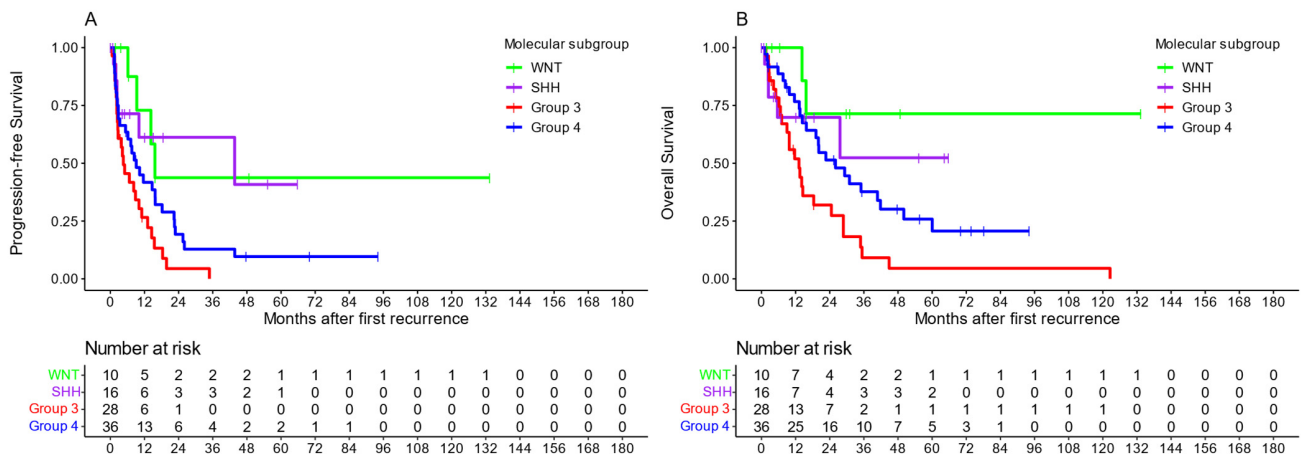 A
Progression-free Survival
1.00
0.75
0.50
0.25
0.00
Molecular subgroup
WNT
SHH
Group 3
Group 4
0 12 24 36 48 60 72 84 96 108 120 132 144 156 168 180
Months after first recurrence
Number at risk
WNT 10 5 2 2 2 1 1 1 1 1 1 1 0 0 0 0
SHH 16 6 3 3 2 1 0 0 0 0 0 0 0 0 0 0
Group 3 28 6 1 0 0 0 0 0 0 0 0 0 0 0 0 0
Group 4 36 13 6 4 2 2 1 1 0 0 0 0 0 0 0 0
0 12 24 36 48 60 72 84 96 108 120 132 144 156 168 180
B
Overall Survival
1.00
0.75
0.50
0.25
0.00
Molecular subgroup
WNT
SHH
Group 3
Group 4
0 12 24 36 48 60 72 84 96 108 120 132 144 156 168 180
Months after first recurrence
Number at risk
WNT 10 7 4 2 2 1 1 1 1 1 1 1 0 0 0 0
SHH 16 7 4 3 3 2 0 0 0 0 0 0 0 0 0 0
Group 3 28 13 7 2 1 1 1 1 1 1 1 0 0 0 0 0
Group 4 36 25 16 10 7 5 3 1 0 0 0 0 0 0 0 0
0 12 24 36 48 60 72 84 96 108 120 132 144 156 168 180